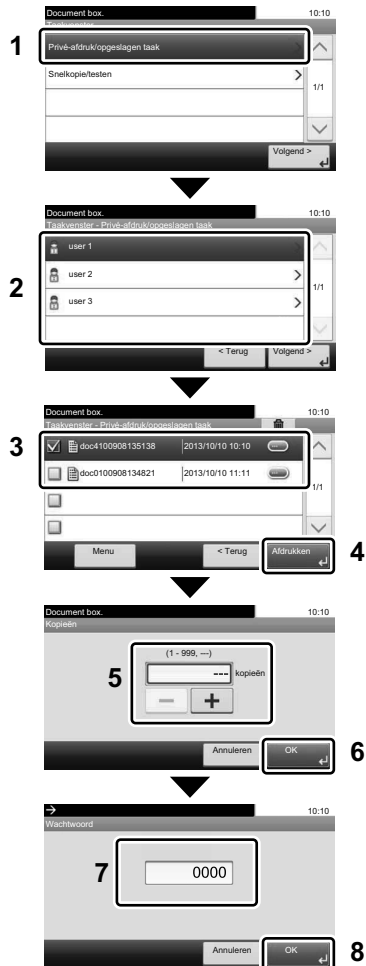 Document box. 10:10
Taakvenster
1
Privé-afdruk/opgeslagen taak
Snelkopie/testen
1/1
Volgend >
Document box. 10:10
Taakvenster - Privé-afdruk/opgeslagen taak
2
user 1
user 2
1/1
user 3
< Terug Volgend >
Document box. 10:10
Taakvenster - Privé-afdruk/opgeslagen taak
3
doc4100908135138 2013/10/10 10:10
doc0100908134821 2013/10/10 11:11
1/1
Menu < Terug Afdrukken 4
Document box. 10:10
Kopieën
(1 - 999, ---)
5 --- kopieën
− +
Annuleren OK 6
10:10
Wachtwoord
7 0000
Annuleren OK 8